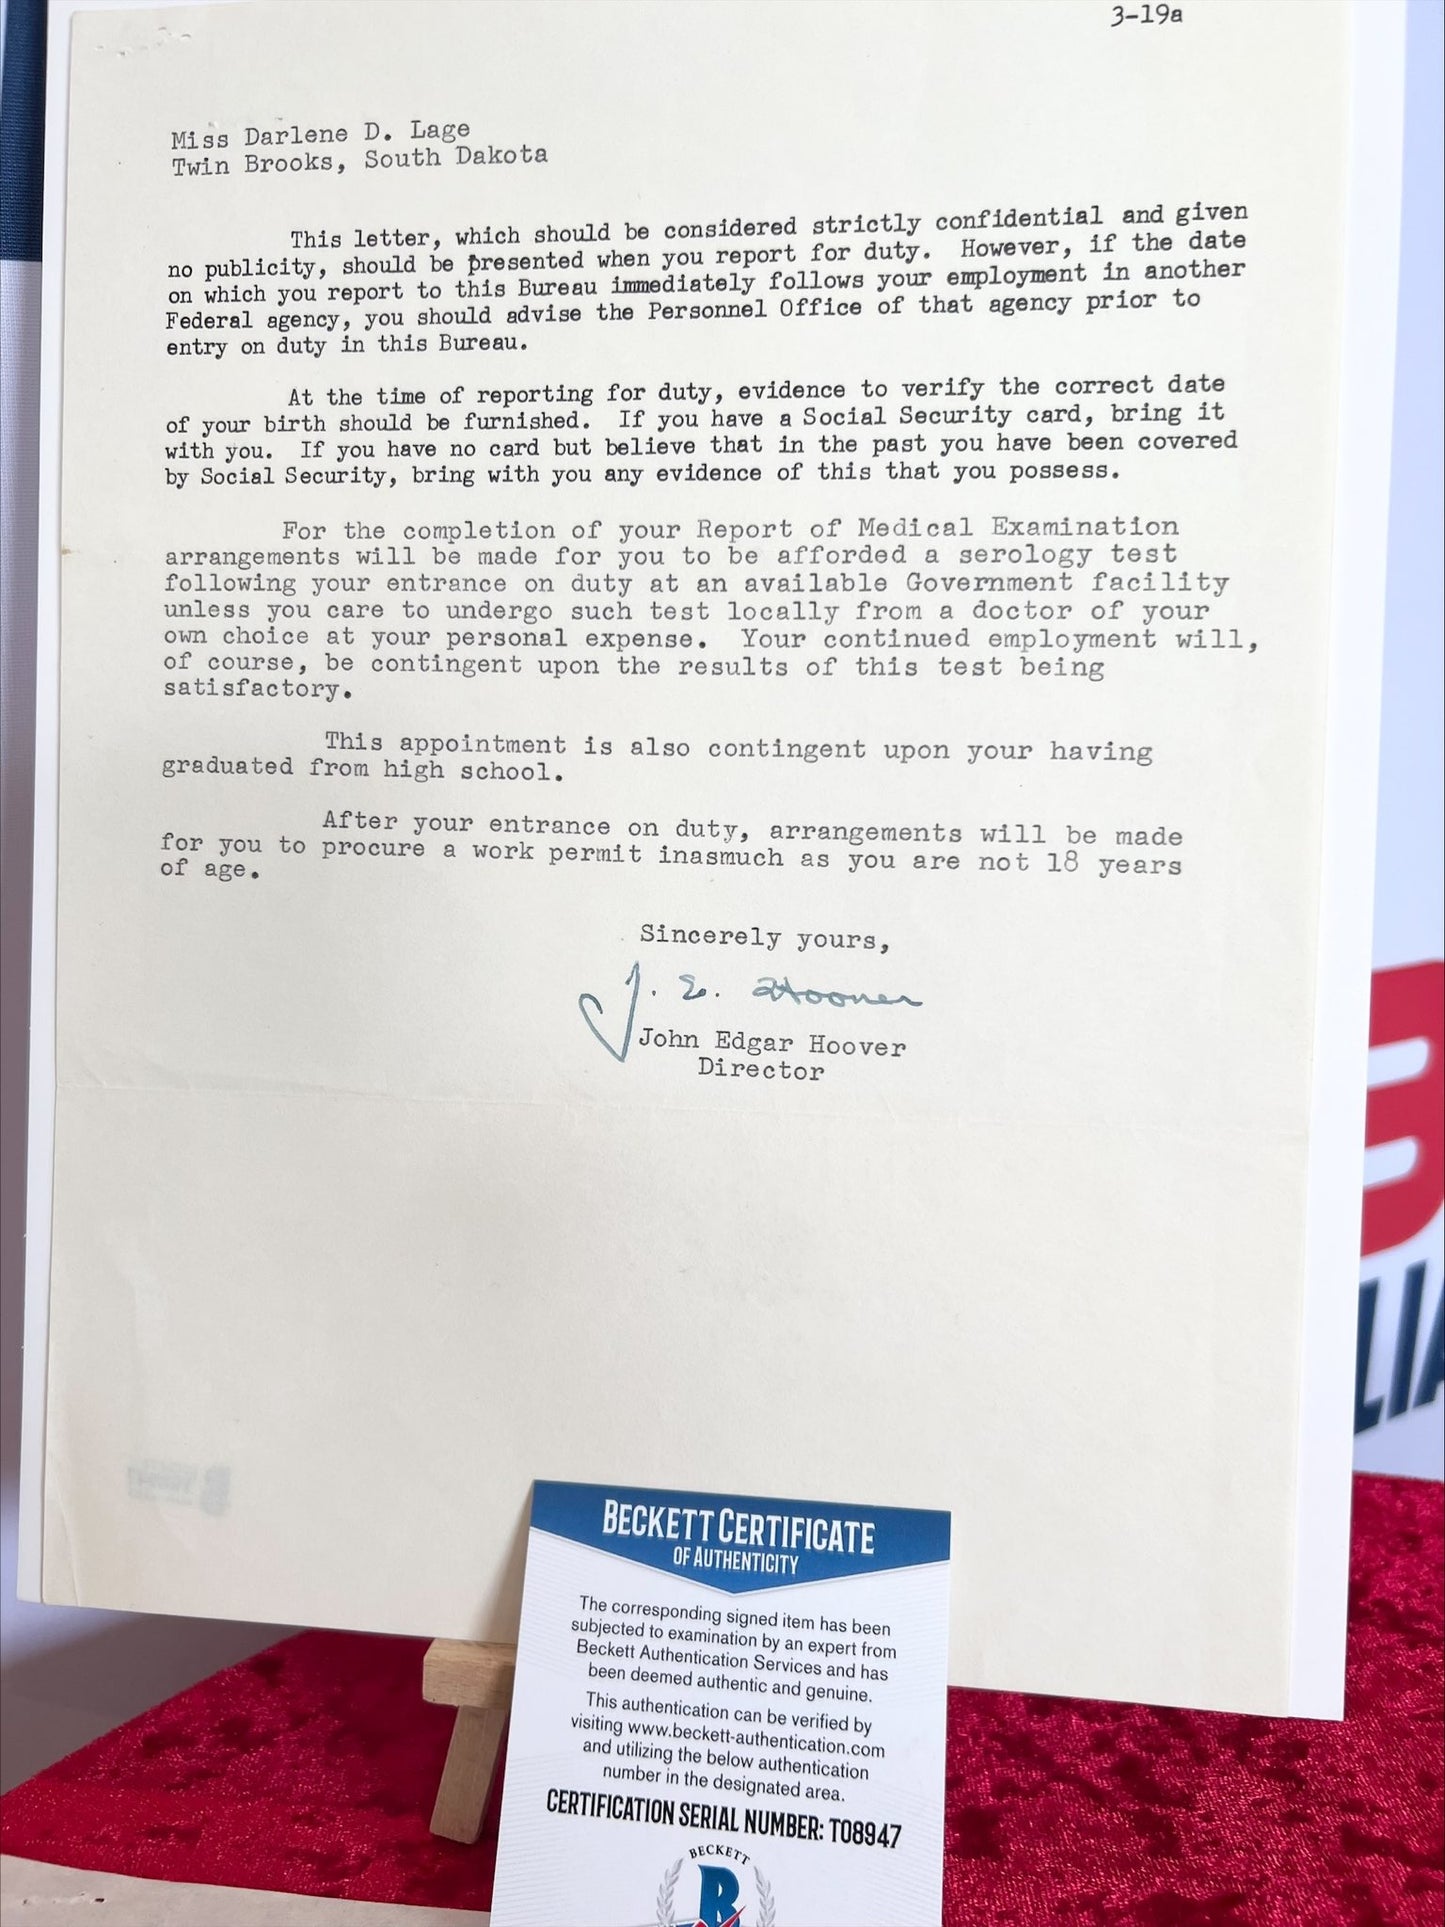 3-19a
Miss Darlene D. Lage
Twin Brooks, South Dakota
This letter, which should be considered strictly confidential and given
no publicity, should be presented when you report for duty. However, if the date
on which you report to this Bureau immediately follows your employment in another
Federal agency, you should advise the Personnel Office of that agency prior to
entry on duty in this Bureau.
At the time of reporting for duty, evidence to verify the correct date
of your birth should be furnished. If you have a Social Security card, bring it
with you. If you have no card but believe that in the past you have been covered
by Social Security, bring with you any evidence of this that you possess.
For the completion of your Report of Medical Examination
arrangements will be made for you to be afforded a serology test
following your entrance on duty at an available Government facility
unless you care to undergo such test locally from a doctor of your
own choice at your personal expense. Your continued employment will,
of course, be contingent upon the results of this test being
satisfactory.
This appointment is also contingent upon your having
graduated from high school.
After your entrance on duty, arrangements will be made
for you to procure a work permit inasmuch as you are not 18 years
of age.
Sincerely yours,
J. E. Hoover
John Edgar Hoover
Director
LIA
BECKETT CERTIFICATE
OF AUTHENTICITY
The corresponding signed item has been
subjected to examination by an expert from
Beckett Authentication Services and has
been deemed authentic and genuine.
This authentication can be verified by
visiting www.beckett-authentication.com
and utilizing the below authentication
number in the designated area.
CERTIFICATION SERIAL NUMBER: T08947
BECKETT
B